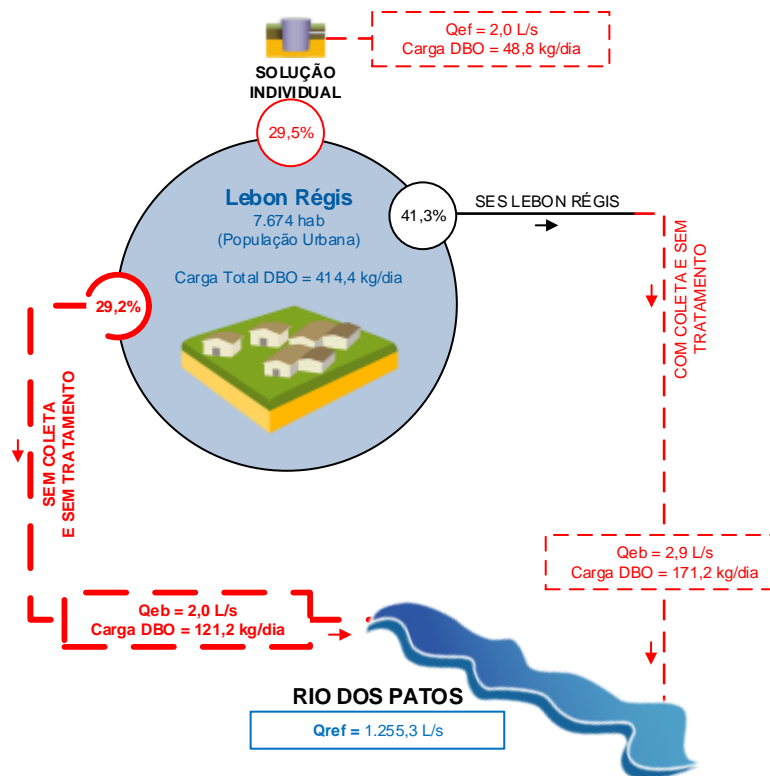 Qef = 2,0 L/s
Carga DBO = 48,8 kg/dia
SOLUÇÃO
INDIVIDUAL
29,5%
Lebon Régis
7.674 hab
(População Urbana)
Carga Total DBO = 414,4 kg/dia
41,3%
SES LEBON RÉGIS
29,2%
COM COLETA E SEM
TRATAMENTO
SEM COLETA
E SEM TRATAMENTO
Qeb = 2,9 L/s
Carga DBO = 171,2 kg/dia
Qeb = 2,0 L/s
Carga DBO = 121,2 kg/dia
RIO DOS PATOS
Qref = 1.255,3 L/s